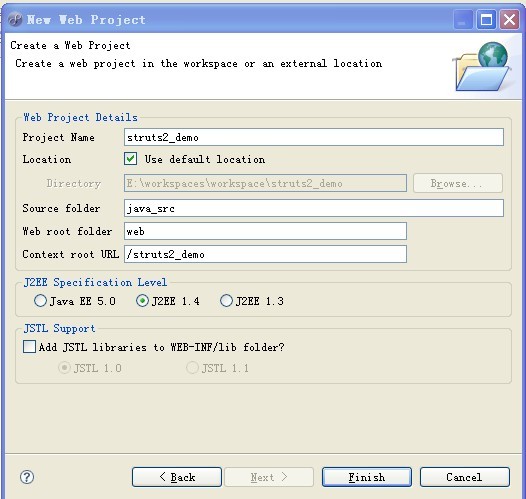 New Web Project
Create a Web Project
Create a web project in the workspace or an external location
Web Project Details
Project Name struts2_demo
Location Use default location
Directory E:\workspaces\workspace\struts2_demo Browse...
Source folder java_src
Web root folder web
Context root URL /struts2_demo
J2EE Specification Level
Java EE 5.0 J2EE 1.4 J2EE 1.3
JSTL Support
Add JSTL libraries to WEB-INF/lib folder?
JSTL 1.0 JSTL 1.1
? < Back Next > Finish Cancel